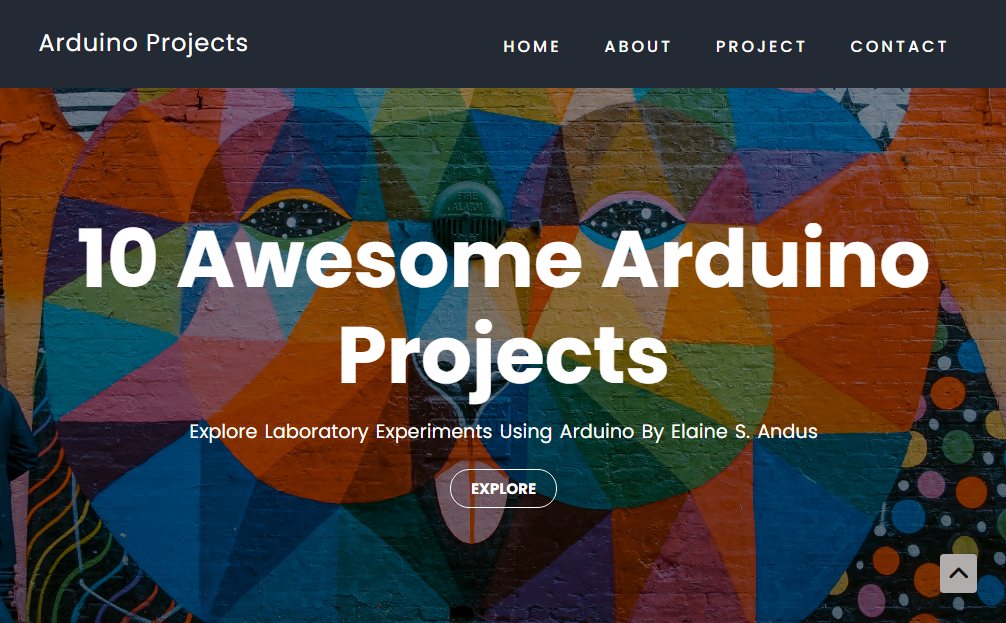 Arduino Projects
HOME ABOUT PROJECT CONTACT
ALARM
10 Awesome Arduino
Projects
Explore Laboratory Experiments Using Arduino By Elaine S. Andus
EXPLORE